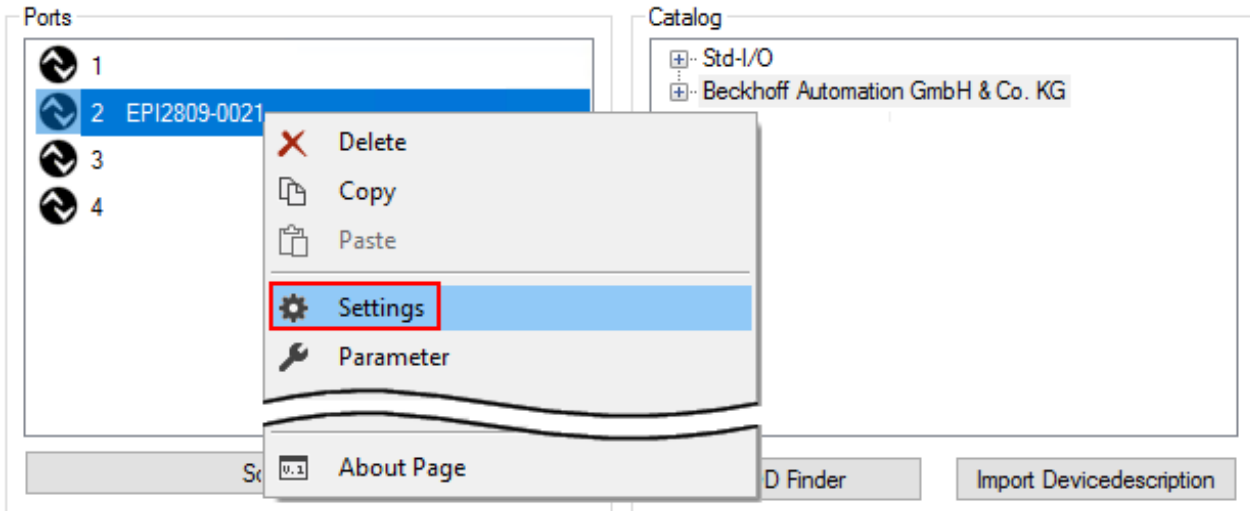 Ports
1
2 EPI2809-0021
3
4
Delete
Copy
Paste
Settings
Parameter
About Page
Catalog
Std-I/O
Beckhoff Automation GmbH & Co. KG
D Finder
Import Devicedescription